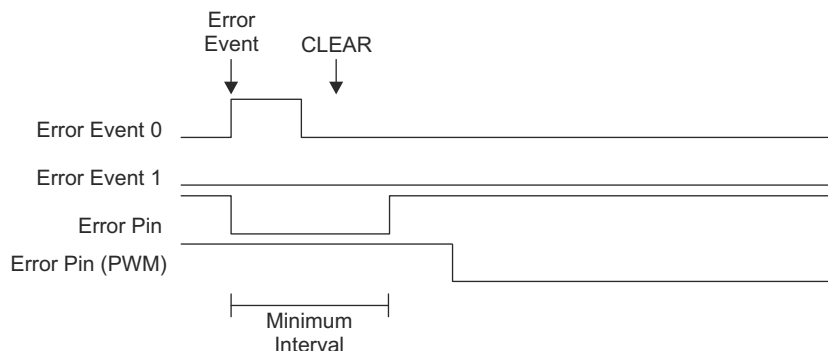 Error
Event
CLEAR
Error Event 0
Error Event 1
Error Pin
Error Pin (PWM)
Minimum
Interval